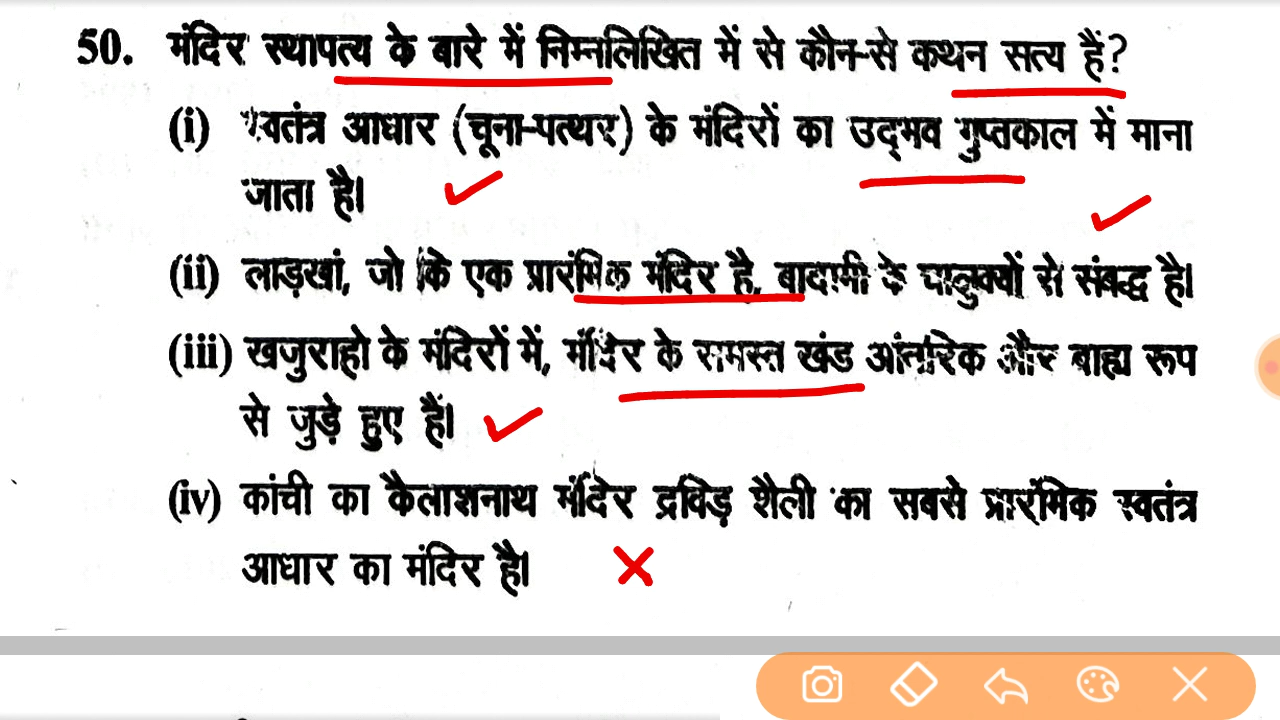 50. मंदिर स्थापत्य के बारे में निम्नलिखित में से कौन-से कथन सत्य हैं?
(i) स्वतंत्र आधार (चूना-पत्थर) के मंदिरों का उद्भव गुप्तकाल में माना
जाता है।
(ii) लाड़खां, जो कि एक प्रारंमिक मंदिर है, बादामी के चालुक्यों से संबद्ध है।
(iii) खजुराहो के मंदिरों में, मंदिर के समस्त खंड आंतरिक और बाह्य रूप
से जुड़े हुए हैं।
(iv) कांची का कैलाशनाथ मंदिर द्रविड़ शैली का सबसे प्रारंमिक स्वतंत्र
आधार का मंदिर है।